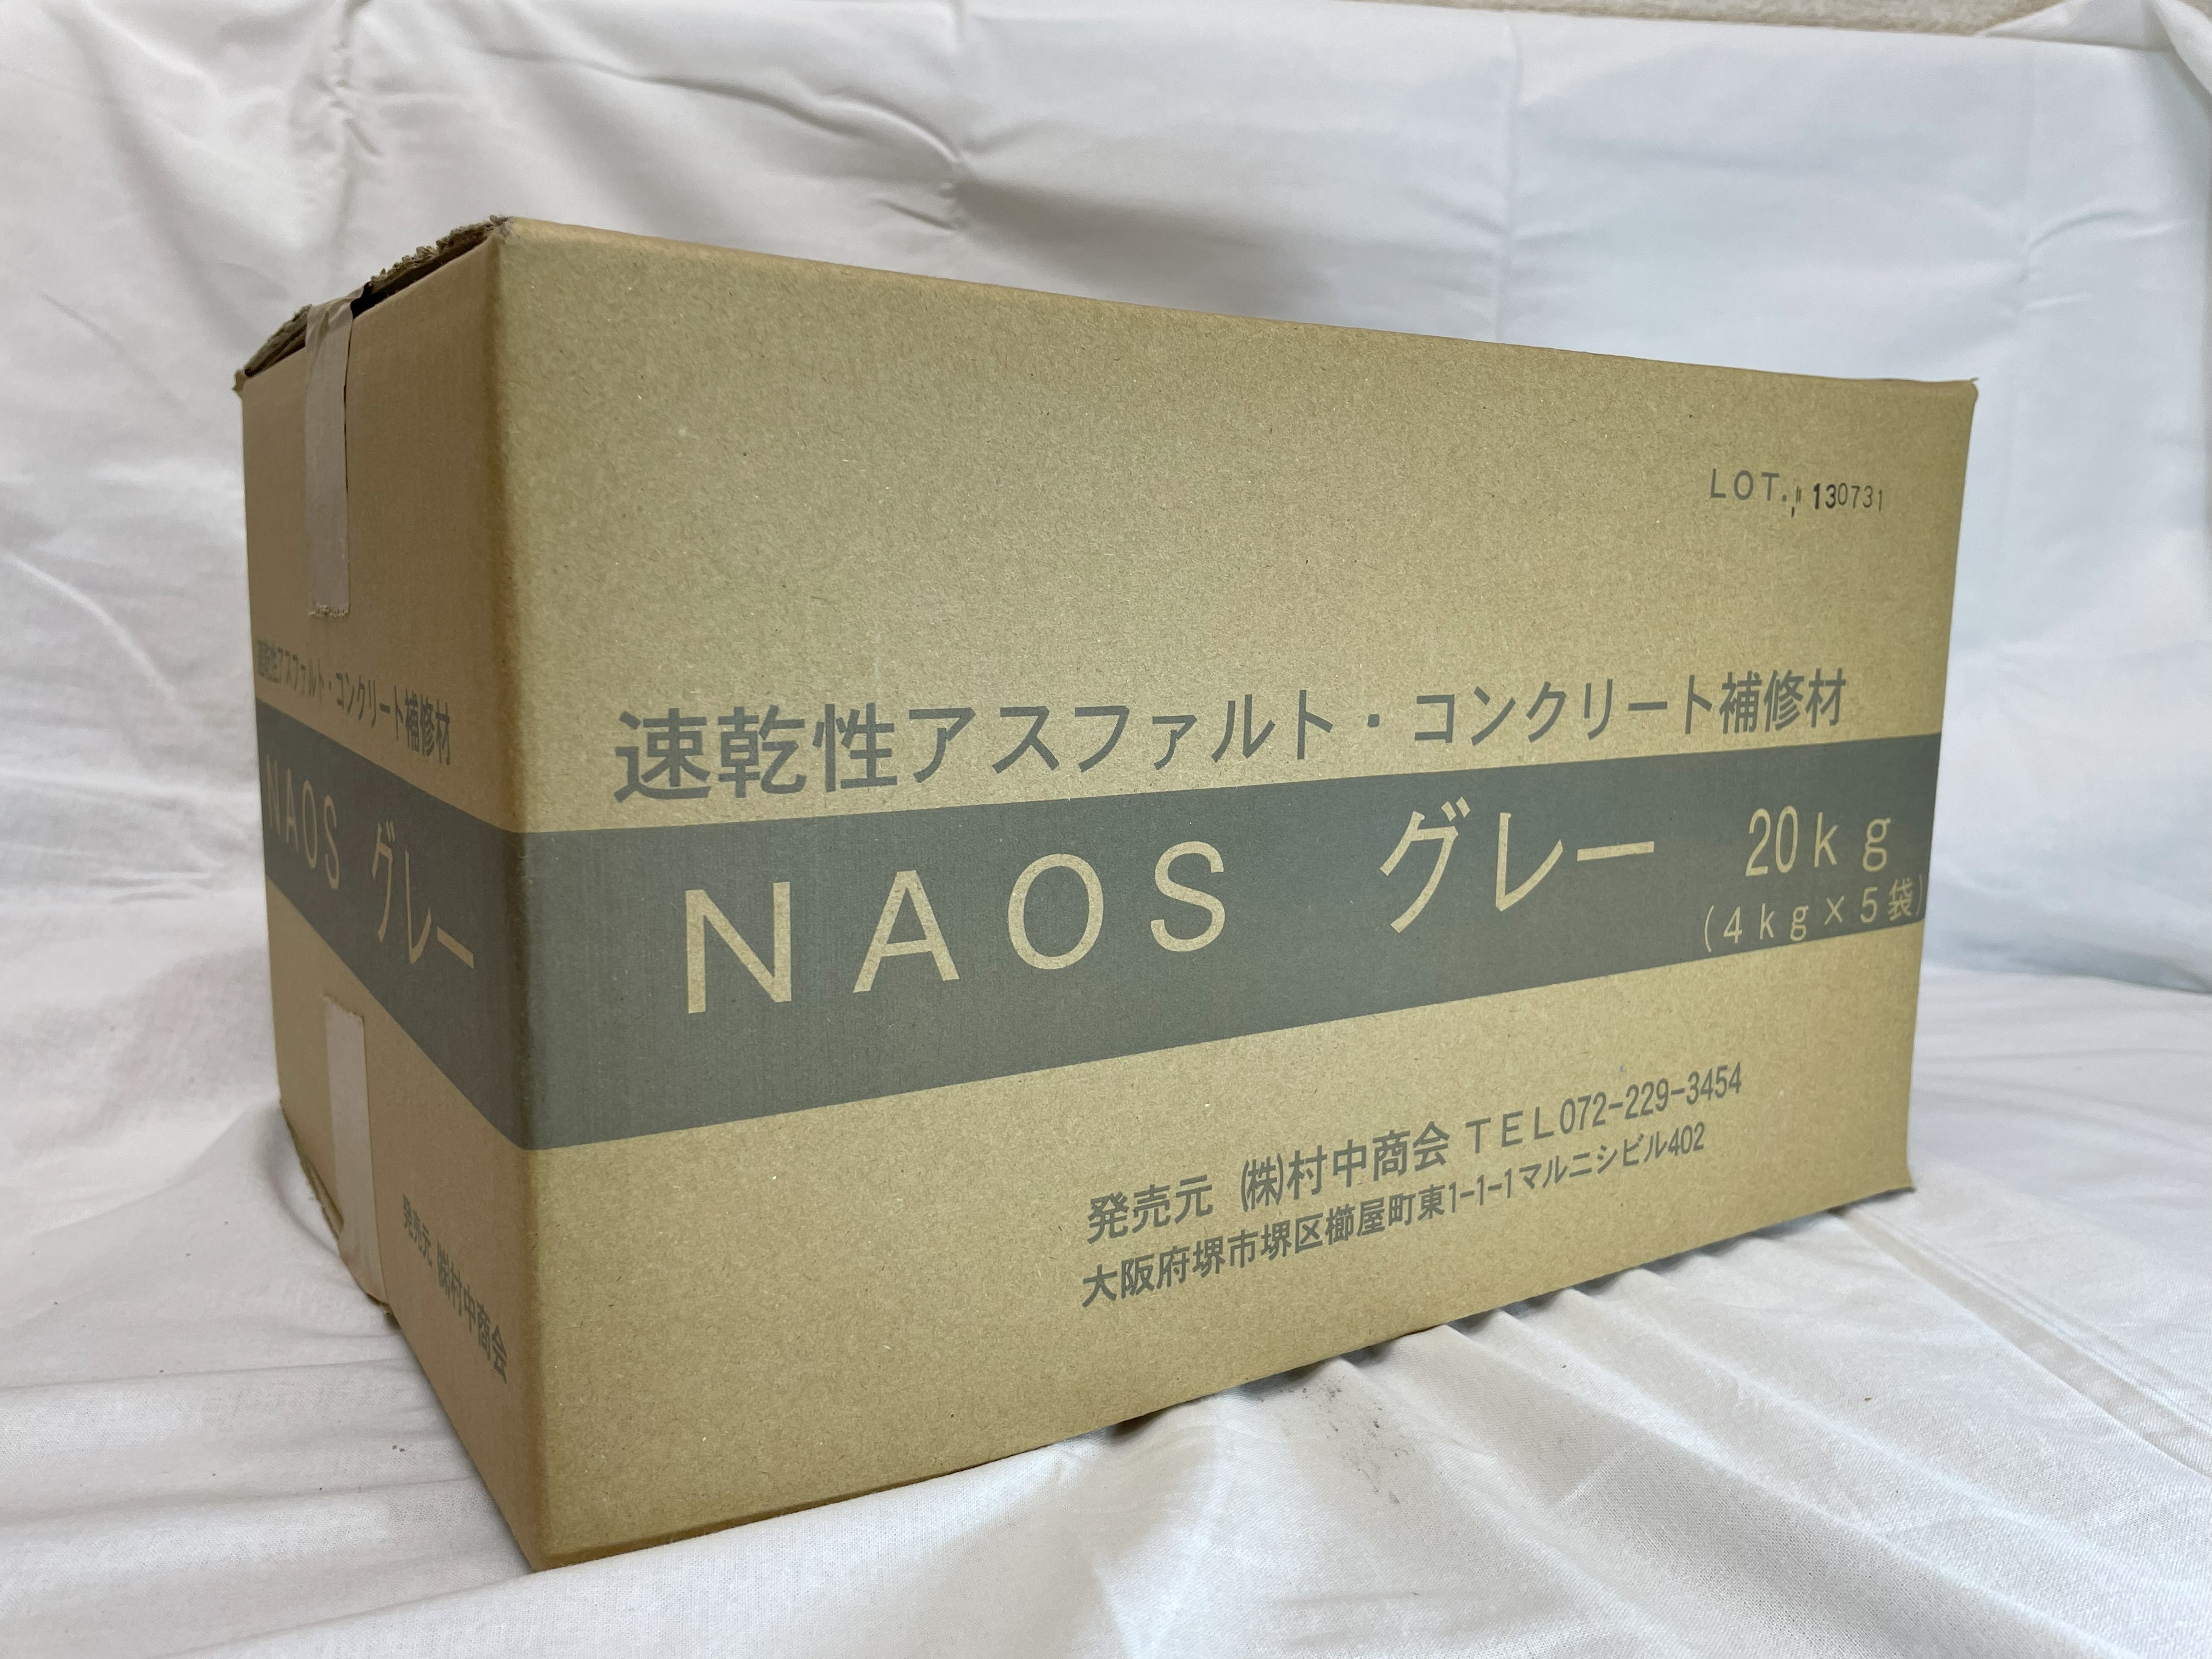 LOT. 130731
速乾性アスファルト・コンクリート補修材
NAOS グレー 20kg
(4kg×5袋)
発売元 ㈱村中商会 TEL072-229-3454
大阪府堺市堺区櫛屋町東1-1-1マルニシビル402
速乾性アスファルト・コンクリート補修材
NAOS グレー
発売元 ㈱村中商会